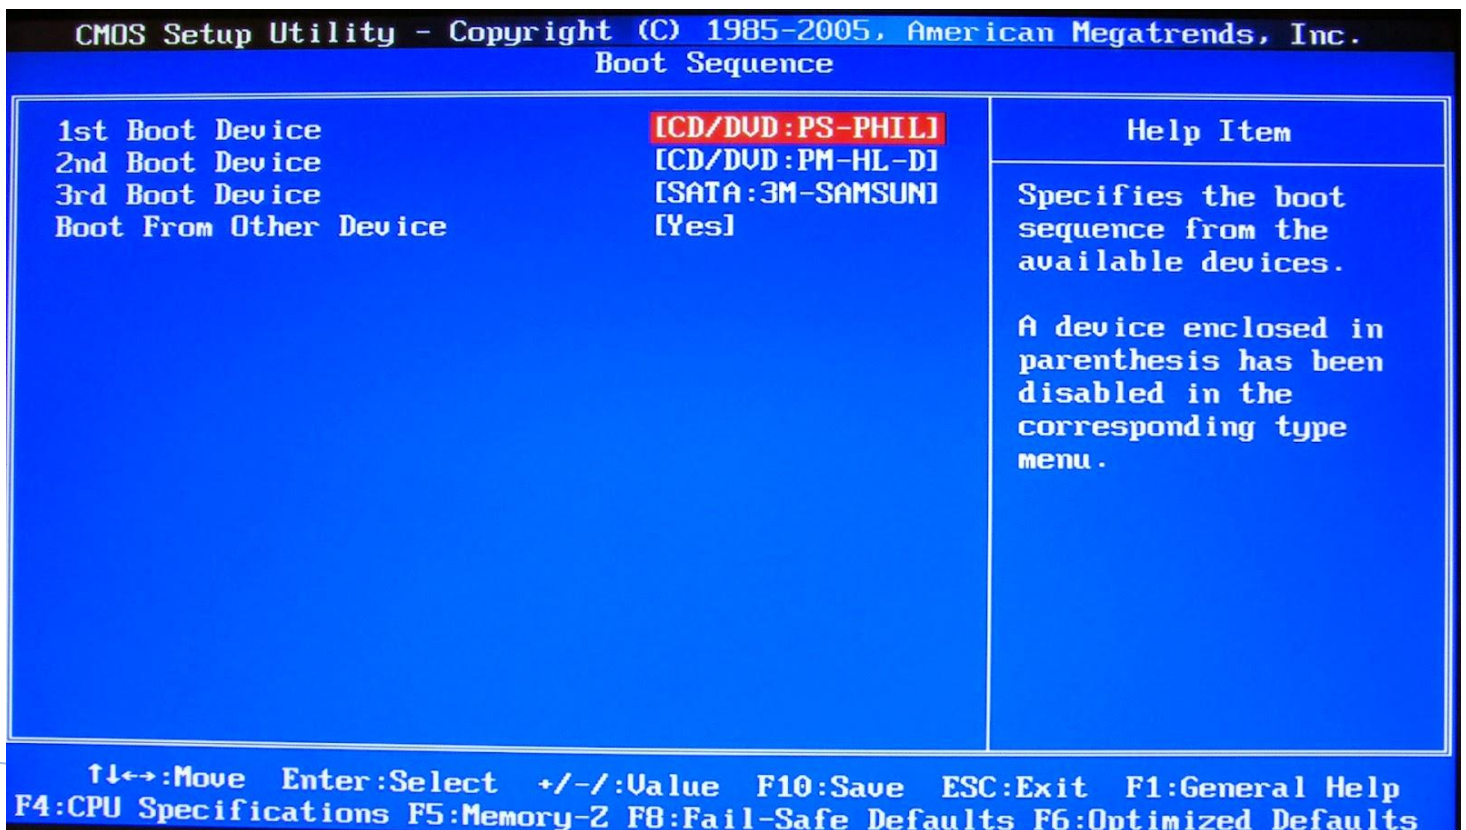 CMOS Setup Utility - Copyright (C) 1985-2005, American Megatrends, Inc.
Boot Sequence
1st Boot Device [CD/DVD:PS-PHIL]
2nd Boot Device [CD/DVD:PM-HL-D]
3rd Boot Device [SATA:3M-SAMSUN]
Boot From Other Device [Yes]
Help Item
Specifies the boot
sequence from the
available devices.
A device enclosed in
parenthesis has been
disabled in the
corresponding type
menu.
↑↓←→:Move Enter:Select +/-/:Value F10:Save ESC:Exit F1:General Help
F4:CPU Specifications F5:Memory-Z F8:Fail-Safe Defaults F6:Optimized Defaults